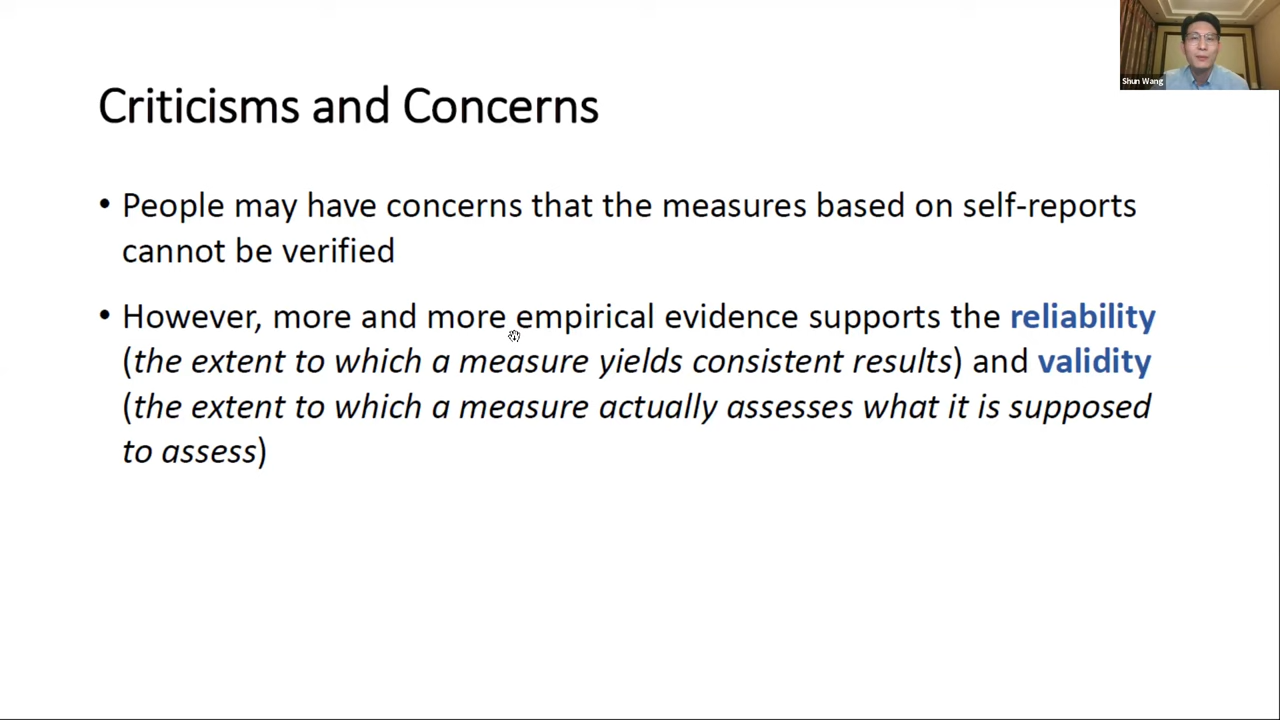 Shun Wang
Criticisms and Concerns
• People may have concerns that the measures based on self-reports
cannot be verified
• However, more and more empirical evidence supports the reliability
(the extent to which a measure yields consistent results) and validity
(the extent to which a measure actually assesses what it is supposed
to assess)